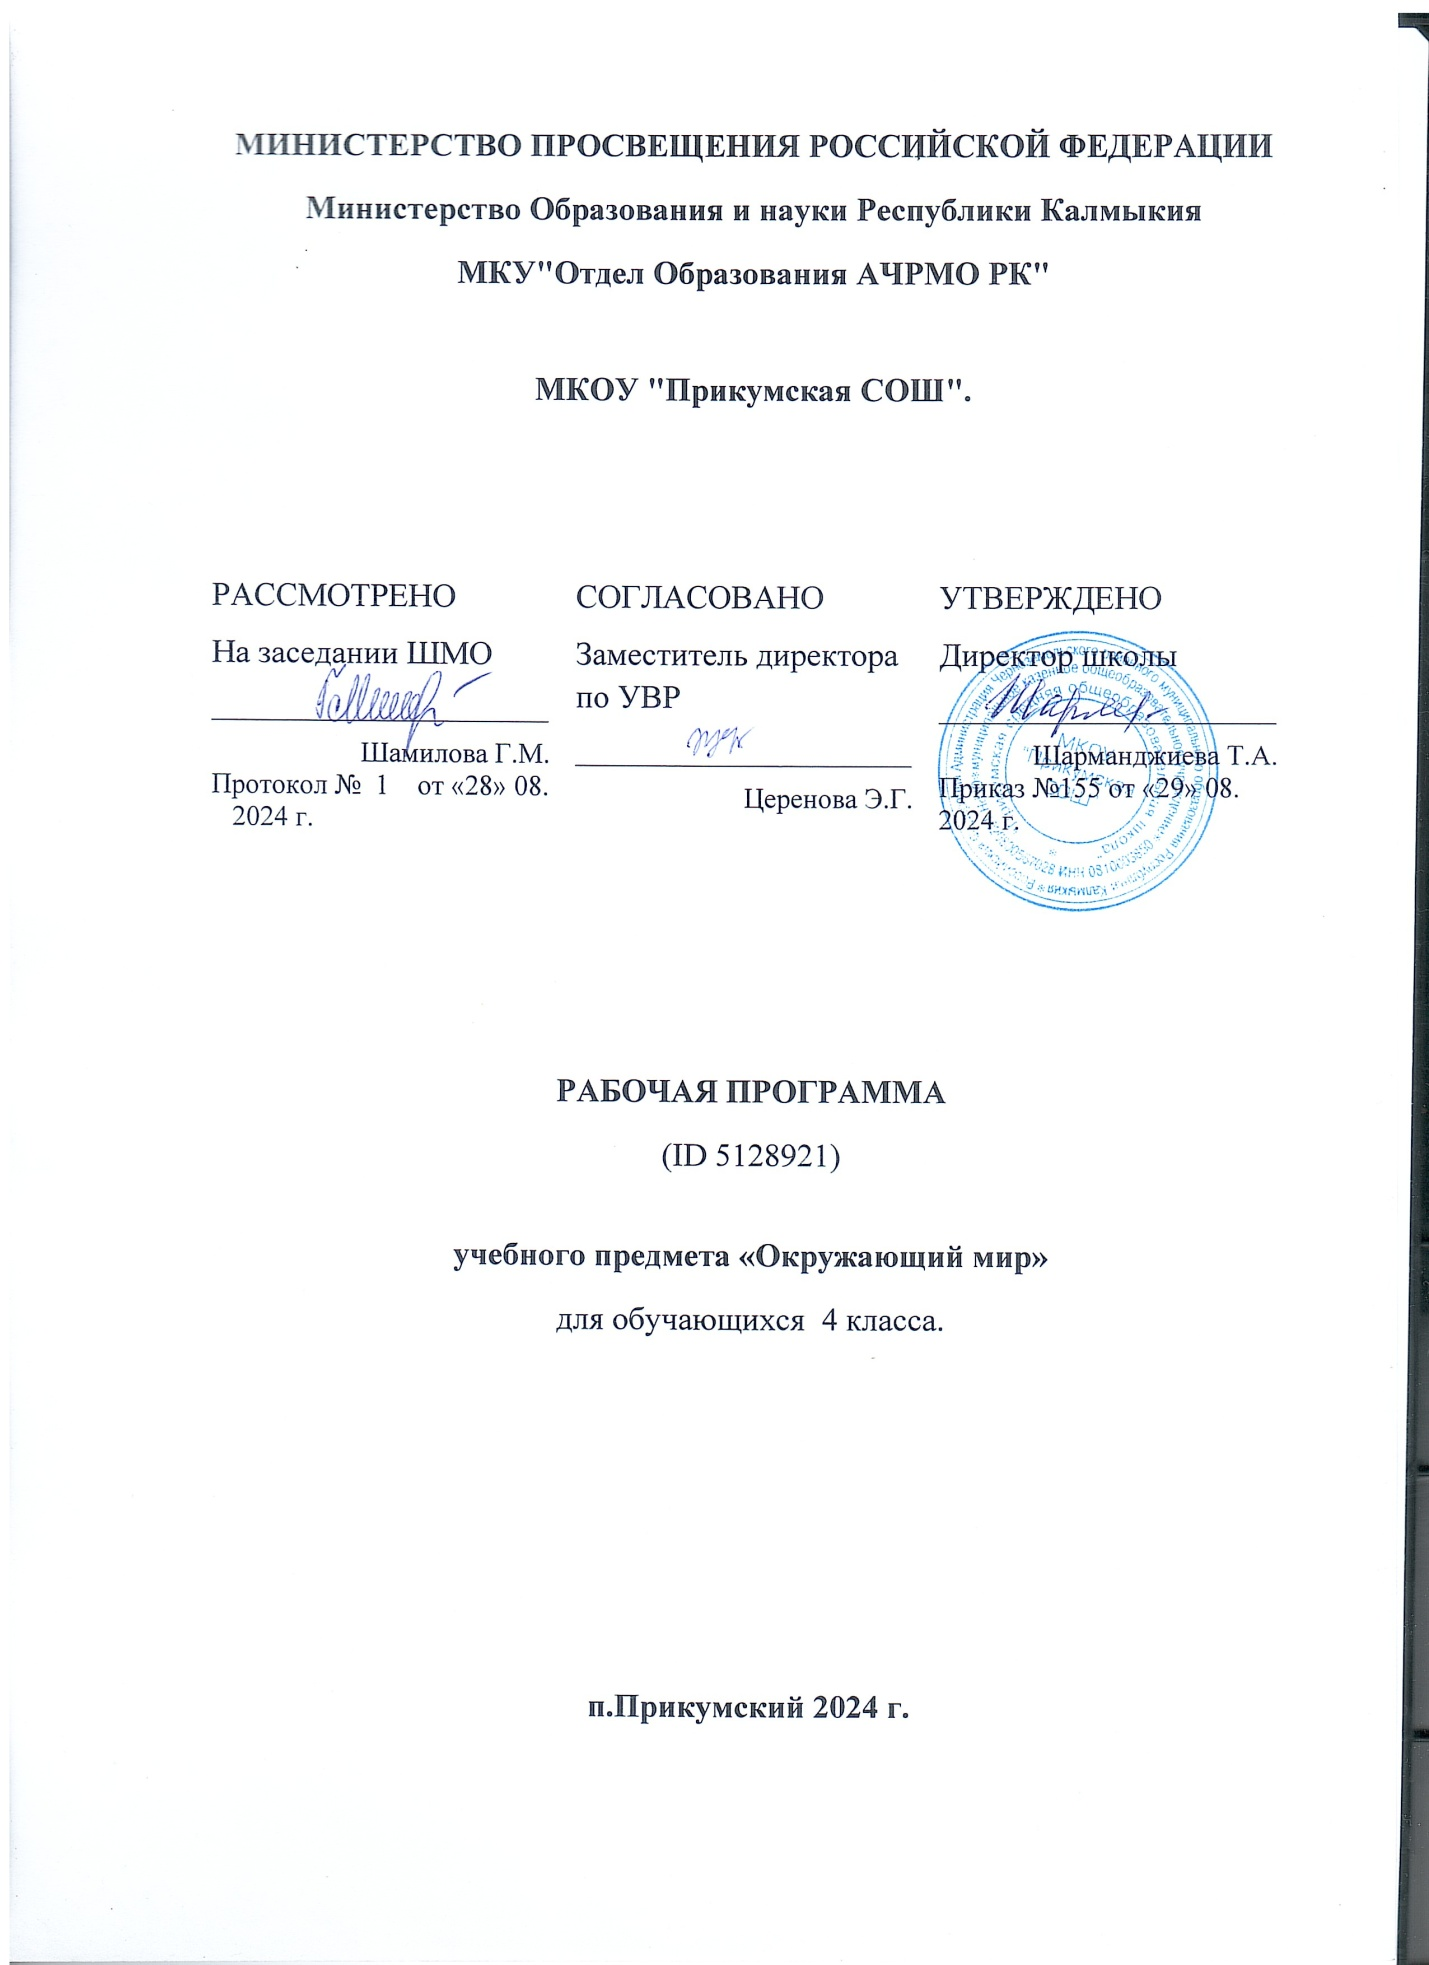 МИНИСТЕРСТВО ПРОСВЕЩЕНИЯ РОССИЙСКОЙ ФЕДЕРАЦИИ
Министерство Образования и науки Республики Калмыкия
МКУ"Отдел Образования АЧРМО РК"
МКОУ "Прикумская СОШ".
РАССМОТРЕНО
На заседании ШМО
Шамилова Г.М.
Протокол № 1 от «28» 08.
2024 г.
СОГЛАСОВАНО
Заместитель директора
по УВР
Церенова Э.Г.
УТВЕРЖДЕНО
Директор школы
Шарманджиева Т.А.
Приказ №155 от «29» 08.
2024 г.
МКОУ
"Прикумская
СОШ"
РАБОЧАЯ ПРОГРАММА
(ID 5128921)
учебного предмета «Окружающий мир»
для обучающихся 4 класса.
п.Прикумский 2024 г.